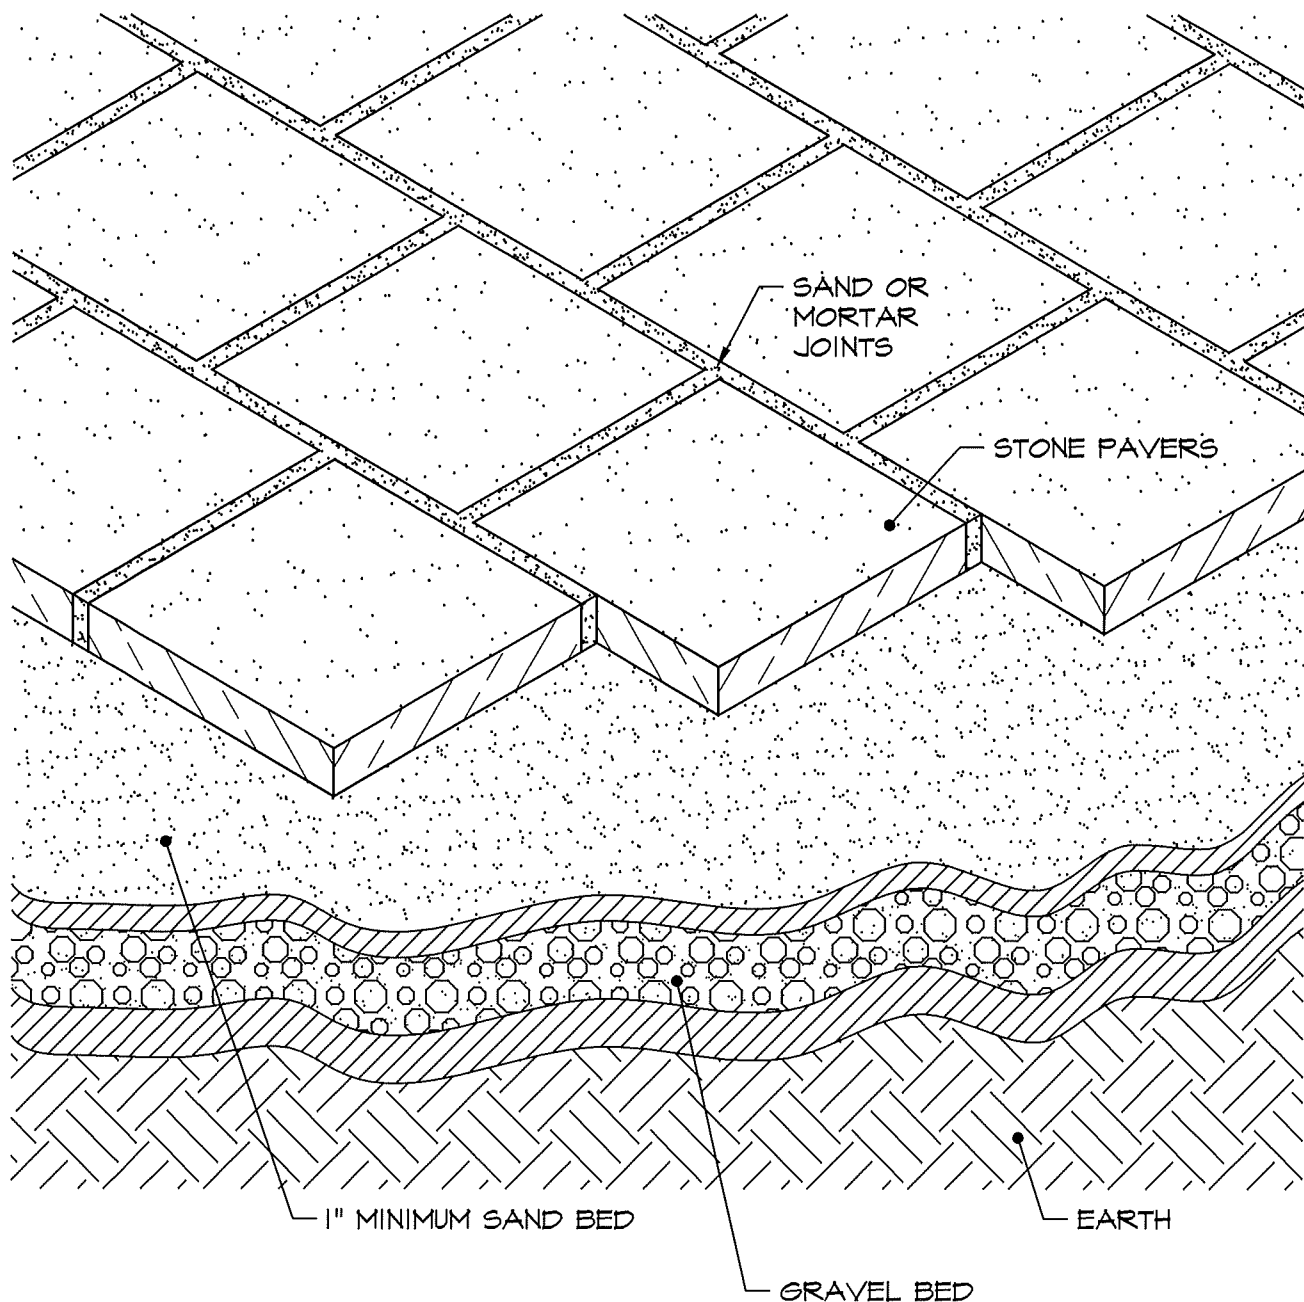 SAND OR
MORTAR
JOINTS
STONE PAVERS
1" MINIMUM SAND BED
EARTH
GRAVEL BED